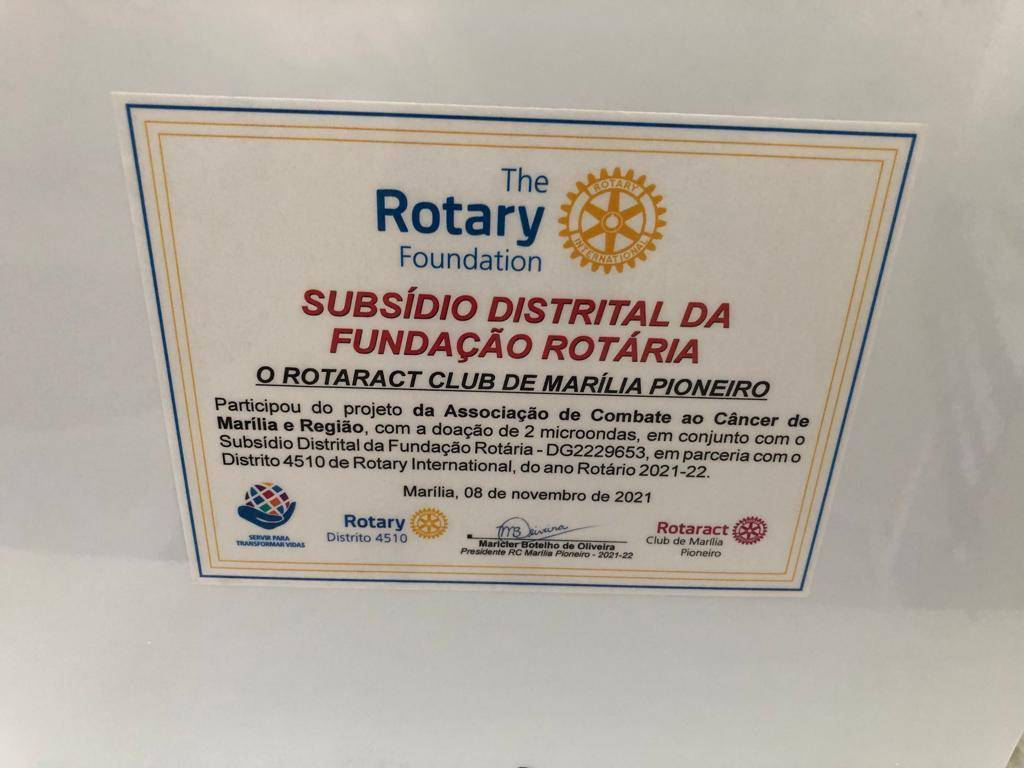 The
Rotary
Foundation
ROTARY
INTERNATIONAL
SUBSÍDIO DISTRITAL DA
FUNDAÇÃO ROTÁRIA
O ROTARACT CLUB DE MARÍLIA PIONEIRO
Participou do projeto da Associação de Combate ao Câncer de
Marília e Região, com a doação de 2 microondas, em conjunto com o
Subsídio Distrital da Fundação Rotária - DG2229653, em parceria com o
Distrito 4510 de Rotary International, do ano Rotário 2021-22.
Marília, 08 de novembro de 2021
SERVIR PARA
TRANSFORMAR VIDAS
Rotary
Distrito 4510
Maricler Botelho de Oliveira
Presidente RC Marília Pioneiro - 2021-22
Rotaract
Club de Marília
Pioneiro